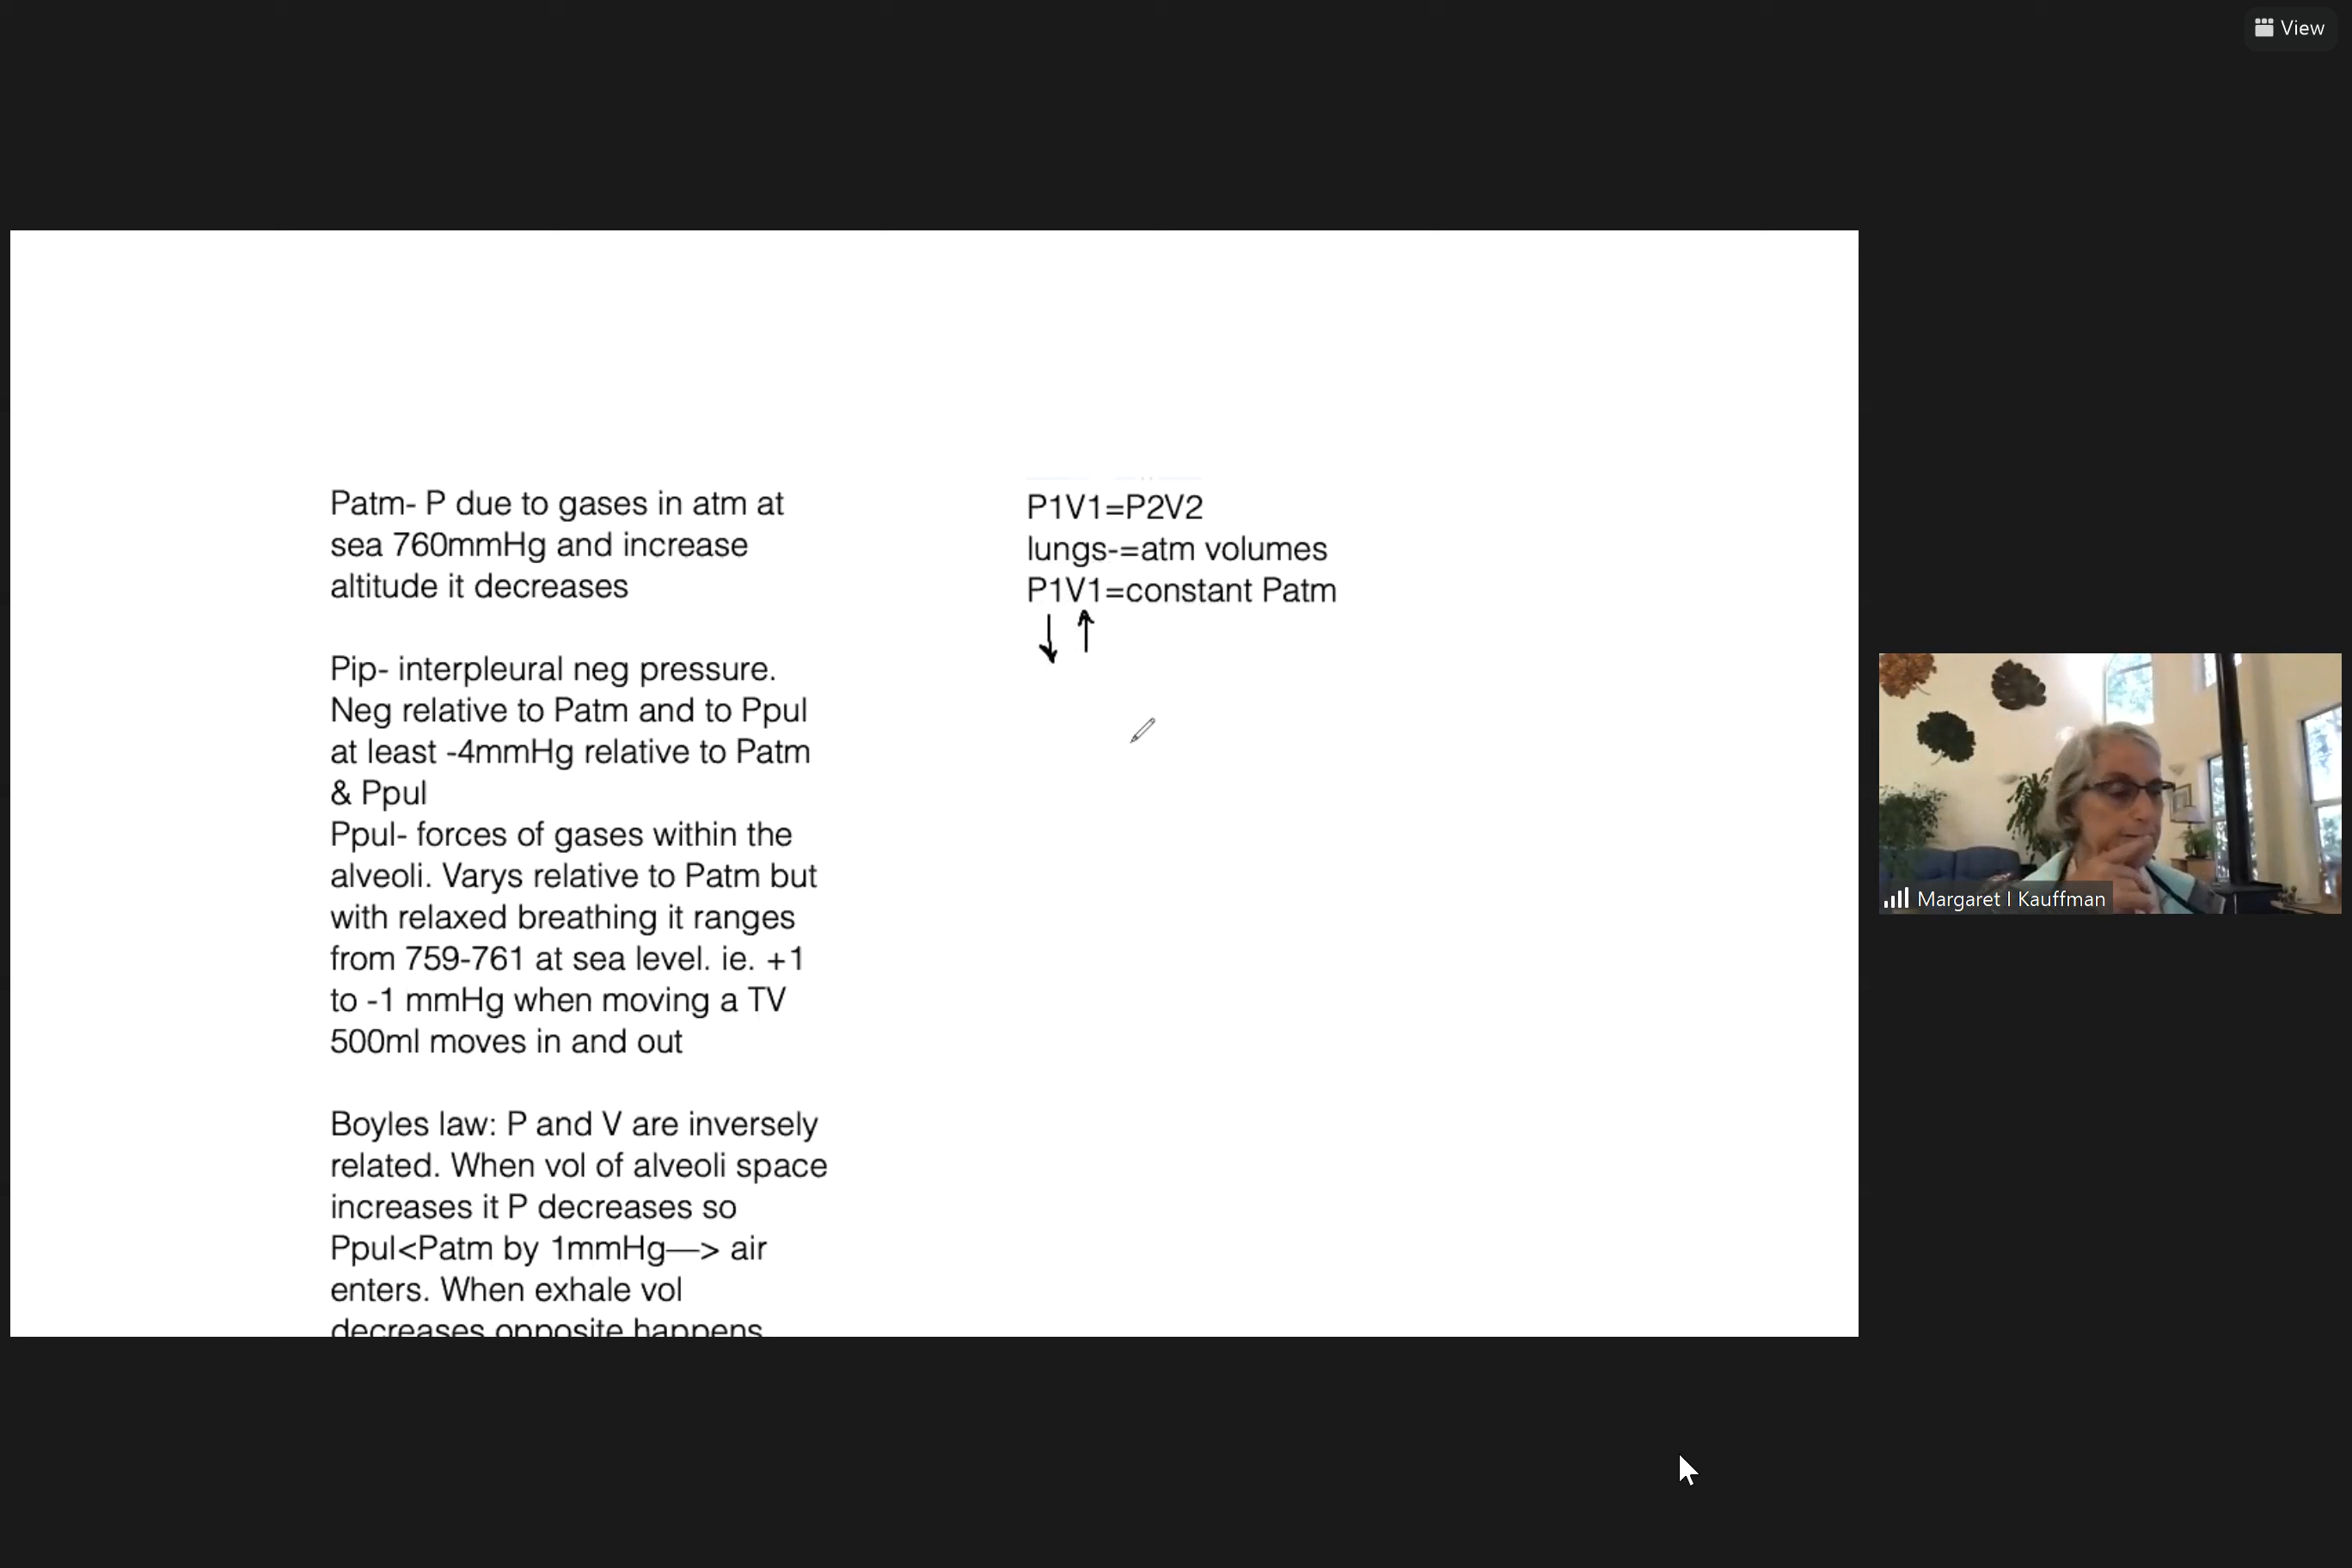 View
Patm- P due to gases in atm at
sea 760mmHg and increase
altitude it decreases
Pip- interpleural neg pressure.
Neg relative to Patm and to Ppul
at least -4mmHg relative to Patm
& Ppul
Ppul- forces of gases within the
alveoli. Varys relative to Patm but
with relaxed breathing it ranges
from 759-761 at sea level. ie. +1
to -1 mmHg when moving a TV
500ml moves in and out
Boyles law: P and V are inversely
related. When vol of alveoli space
increases it P decreases so
Ppul<Patm by 1mmHg—> air
enters. When exhale vol
decreases opposite happens
P1V1=P2V2
lungs-=atm volumes
P1V1=constant Patm
↓ ↑
Margaret I Kauffman